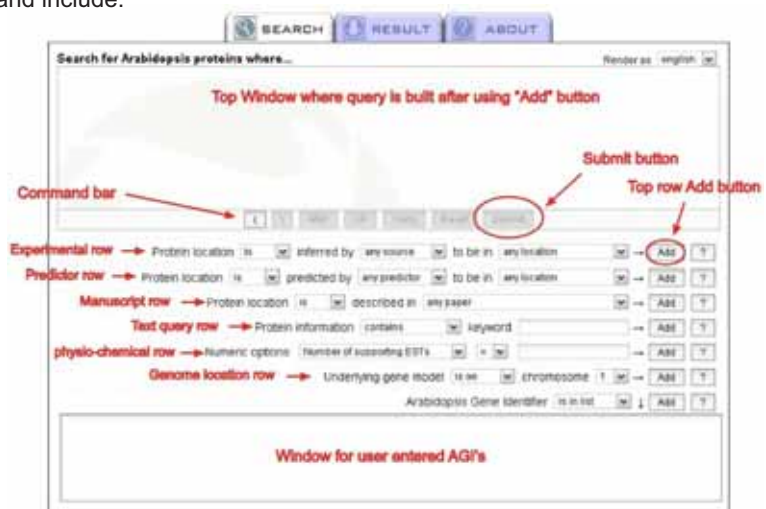 and include:
SEARCH RESULT ABOUT
Search for Arabidopsis proteins where... Render as english
Top Window where query is built after using "Add" button
Submit button
Command bar
Top row Add button
(
Experimental row Protein location is inferred by any source to be in any location → Add ?
Predictor row Protein location is predicted by any predictor to be in any location → Add ?
Manuscript row Protein location is described in any paper → Add ?
Text query row Protein information contains keyword → Add ?
physio-chemical row Numeric options Number of supporting ESTs = → Add ?
Genome location row Underlying gene model is on chromosome → Add ?
Arabidopsis Gene Identifier is in list ↓ Add ?
Window for user entered AGI's